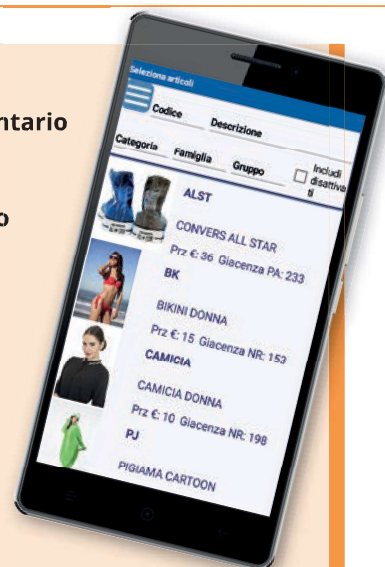 ntario
o
Seleziona articoli
Codice Descrizione
Categoria Famiglia Gruppo Includi
disattiva
ti
ALST
CONVERS ALL STAR
Prz €: 36 Giacenza PA: 233
BK
BIKINI DONNA
Prz €: 15 Giacenza NR: 153
CAMICIA
CAMICIA DONNA
Prz €: 10 Giacenza NR: 198
PJ
PIGIAMA CARTOON